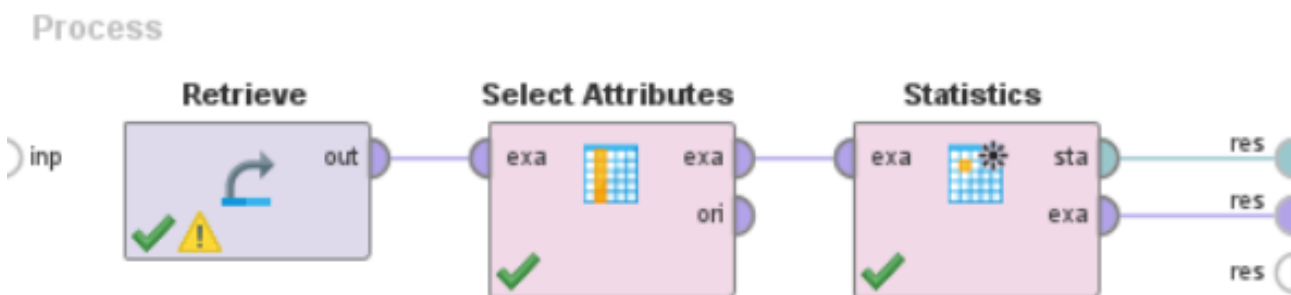 Process
Retrieve Select Attributes Statistics
inp out exa exa exa sta res
ori exa res
res